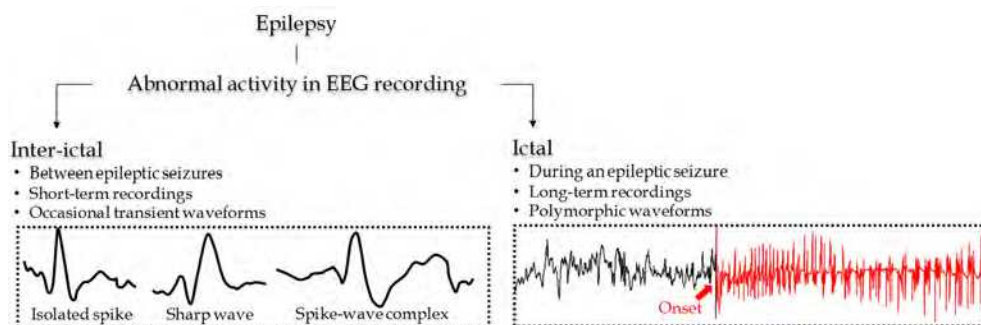 Epilepsy
Abnormal activity in EEG recording
Inter-ictal
• Between epileptic seizures
• Short-term recordings
• Occasional transient waveforms
Isolated spike
Sharp wave
Spike-wave complex
Ictal
• During an epileptic seizure
• Long-term recordings
• Polymorphic waveforms
Onset